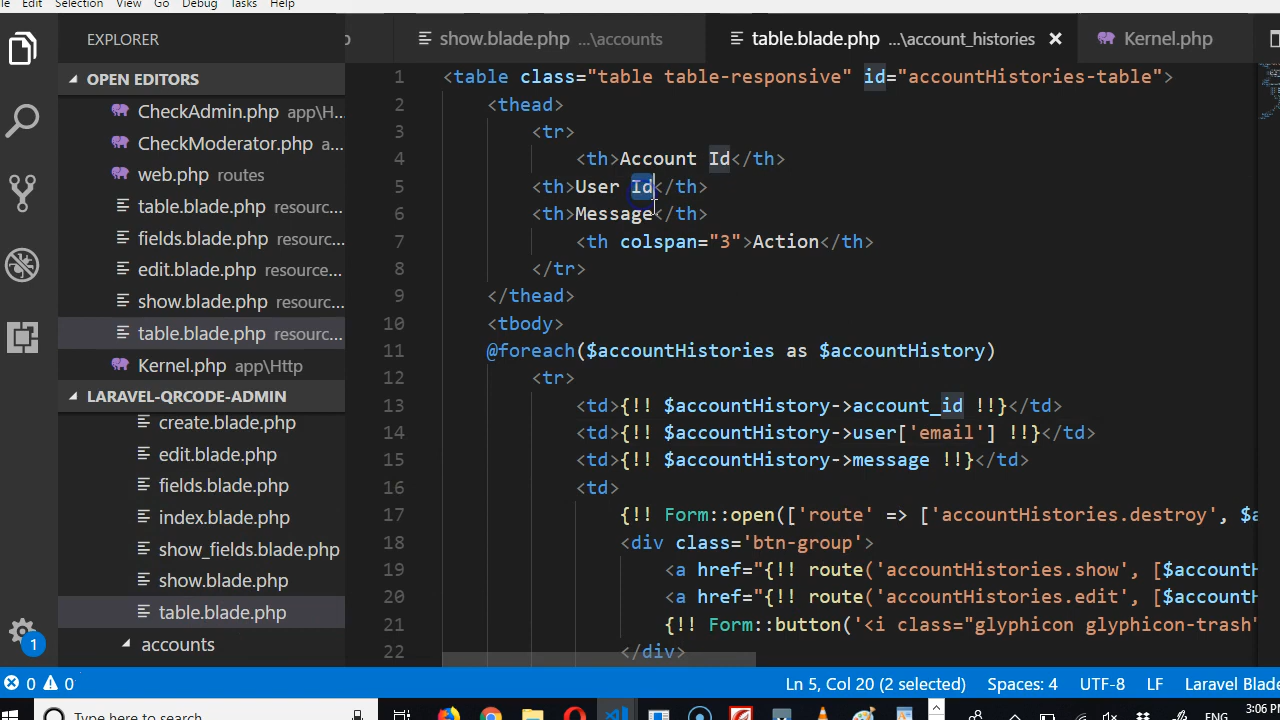 Edit Selection View Go Debug Tasks Help
EXPLORER
show.blade.php ...\accounts
table.blade.php ...\account_histories
Kernel.php
OPEN EDITORS
CheckAdmin.php app\H...
CheckModerator.php a...
web.php routes
table.blade.php resourc...
fields.blade.php resourc...
edit.blade.php resource...
show.blade.php resourc...
table.blade.php resourc...
Kernel.php app\Http
LARAVEL-QRCODE-ADMIN
create.blade.php
edit.blade.php
fields.blade.php
index.blade.php
show_fields.blade.php
show.blade.php
table.blade.php
accounts
1 <table class="table table-responsive" id="accountHistories-table">
2 <thead>
3 <tr>
4 <th>Account Id</th>
5 <th>User Id</th>
6 <th>Message</th>
7 <th colspan="3">Action</th>
8 </tr>
9 </thead>
10 <tbody>
11 @foreach($accountHistories as $accountHistory)
12 <tr>
13 <td>{!! $accountHistory->account_id !!}</td>
14 <td>{!! $accountHistory->user['email'] !!}</td>
15 <td>{!! $accountHistory->message !!}</td>
16 <td>
17 {!! Form::open(['route' => ['accountHistories.destroy', $a
18 <div class='btn-group'>
19 <a href="{!! route('accountHistories.show', [$accountH
20 <a href="{!! route('accountHistories.edit', [$accountH
21 {!! Form::button('<i class="glyphicon glyphicon-trash"
22 </div>
1
0 0
Ln 5, Col 20 (2 selected) Spaces: 4 UTF-8 LF Laravel Blade
Type here to search
ENG
3:06 PM